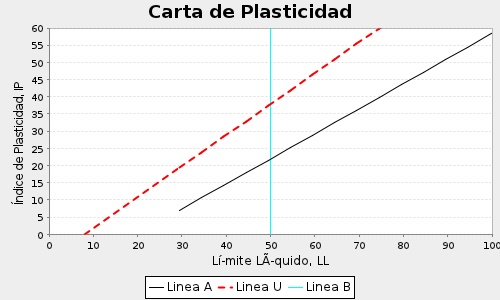 Carta de Plasticidad
60
55
50
45
40
35
30
25
20
15
10
5
0
Índice de Plasticidad, IP
0 10 20 30 40 50 60 70 80 90 100
Lí-mite LÃ-quido, LL
Linea A Linea U Linea B